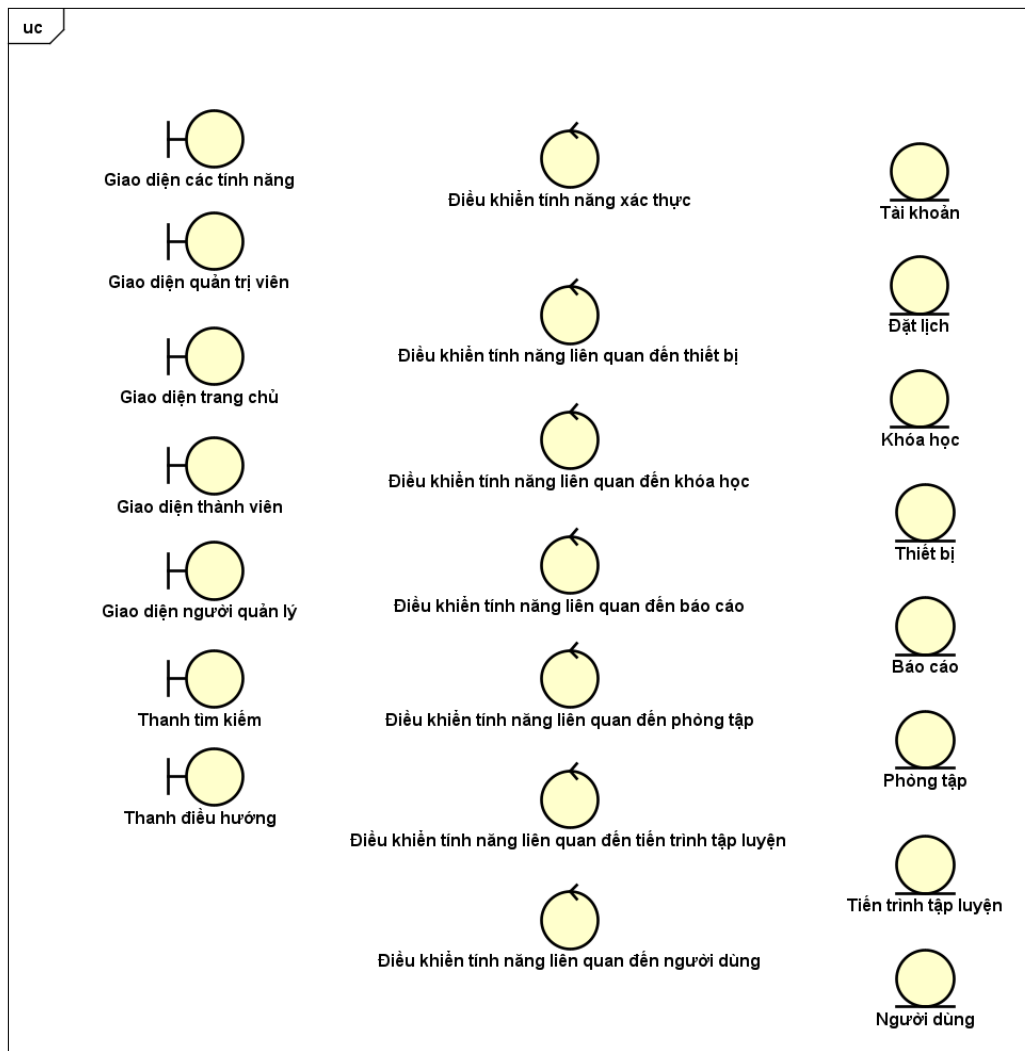 uc
Giao diện các tính năng
Giao diện quản trị viên
Giao diện trang chủ
Giao diện thành viên
Giao diện người quản lý
Thanh tìm kiếm
Thanh điều hướng
Điều khiển tính năng xác thực
Điều khiển tính năng liên quan đến thiết bị
Điều khiển tính năng liên quan đến khóa học
Điều khiển tính năng liên quan đến báo cáo
Điều khiển tính năng liên quan đến phòng tập
Điều khiển tính năng liên quan đến tiến trình tập luyện
Điều khiển tính năng liên quan đến người dùng
Tài khoản
Đặt lịch
Khóa học
Thiết bị
Báo cáo
Phòng tập
Tiến trình tập luyện
Người dùng